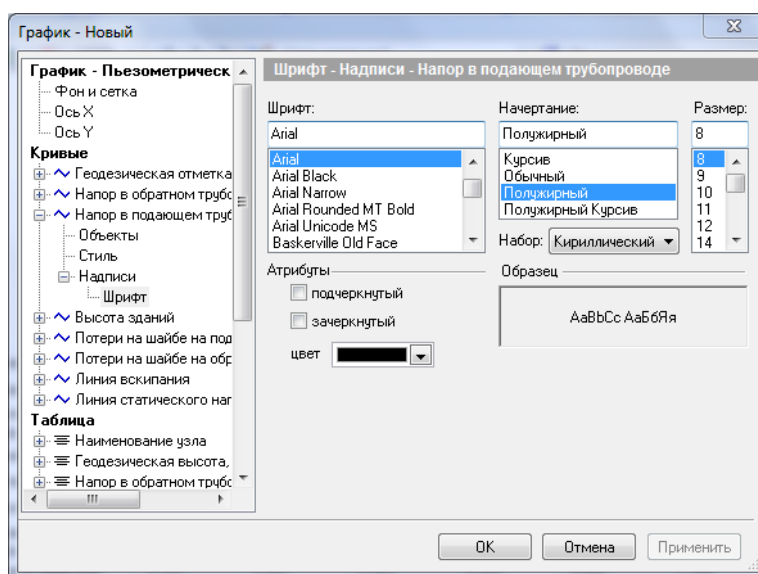 График - Новый
График - Пьезометрическ
Фон и сетка
Ось X
Ось Y
Кривые
Геодезическая отметка
Напор в обратном трубо
Напор в подающем труб
Объекты
Стиль
Надписи
Шрифт
Высота зданий
Потери на шайбе на под
Потери на шайбе на обр
Линия вскипания
Линия статического нап
Таблица
Наименование узла
Геодезическая высота,
Напор в обратном трубо
Шрифт - Надписи - Напор в подающем трубопроводе
Шрифт:
Arial
Arial
Arial Black
Arial Narrow
Arial Rounded MT Bold
Arial Unicode MS
Baskerville Old Face
Начертание:
Полужирный
Курсив
Обычный
Полужирный
Полужирный Курсив
Размер:
8
8
9
10
11
12
14
Набор: Кириллический
Атрибуты
подчеркнутый
зачеркнутый
цвет
Образец
AaBbCc АаБбЯя
OK
Отмена
Применить